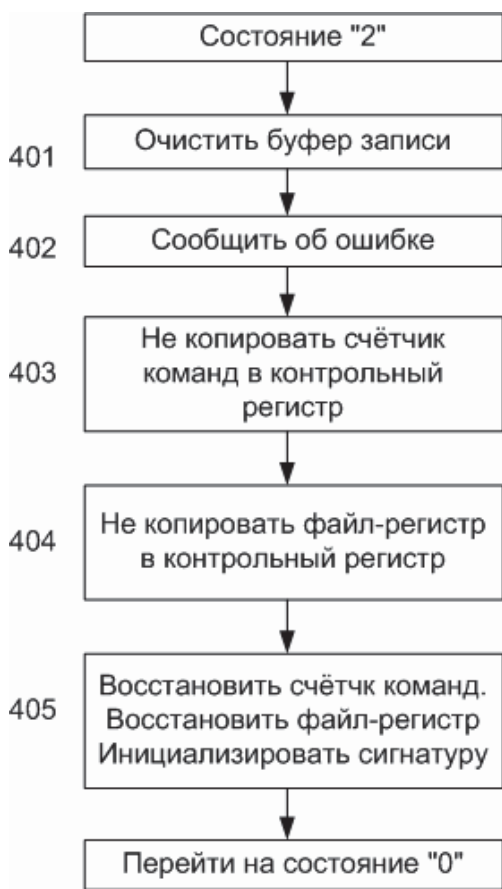 Состояние "2"
401
Очистить буфер записи
402
Сообщить об ошибке
403
Не копировать счётчик
команд в контрольный
регистр
404
Не копировать файл-регистр
в контрольный регистр
405
Восстановить счётчк команд.
Восстановить файл-регистр
Инициализировать сигнатуру
Перейти на состояние "0"